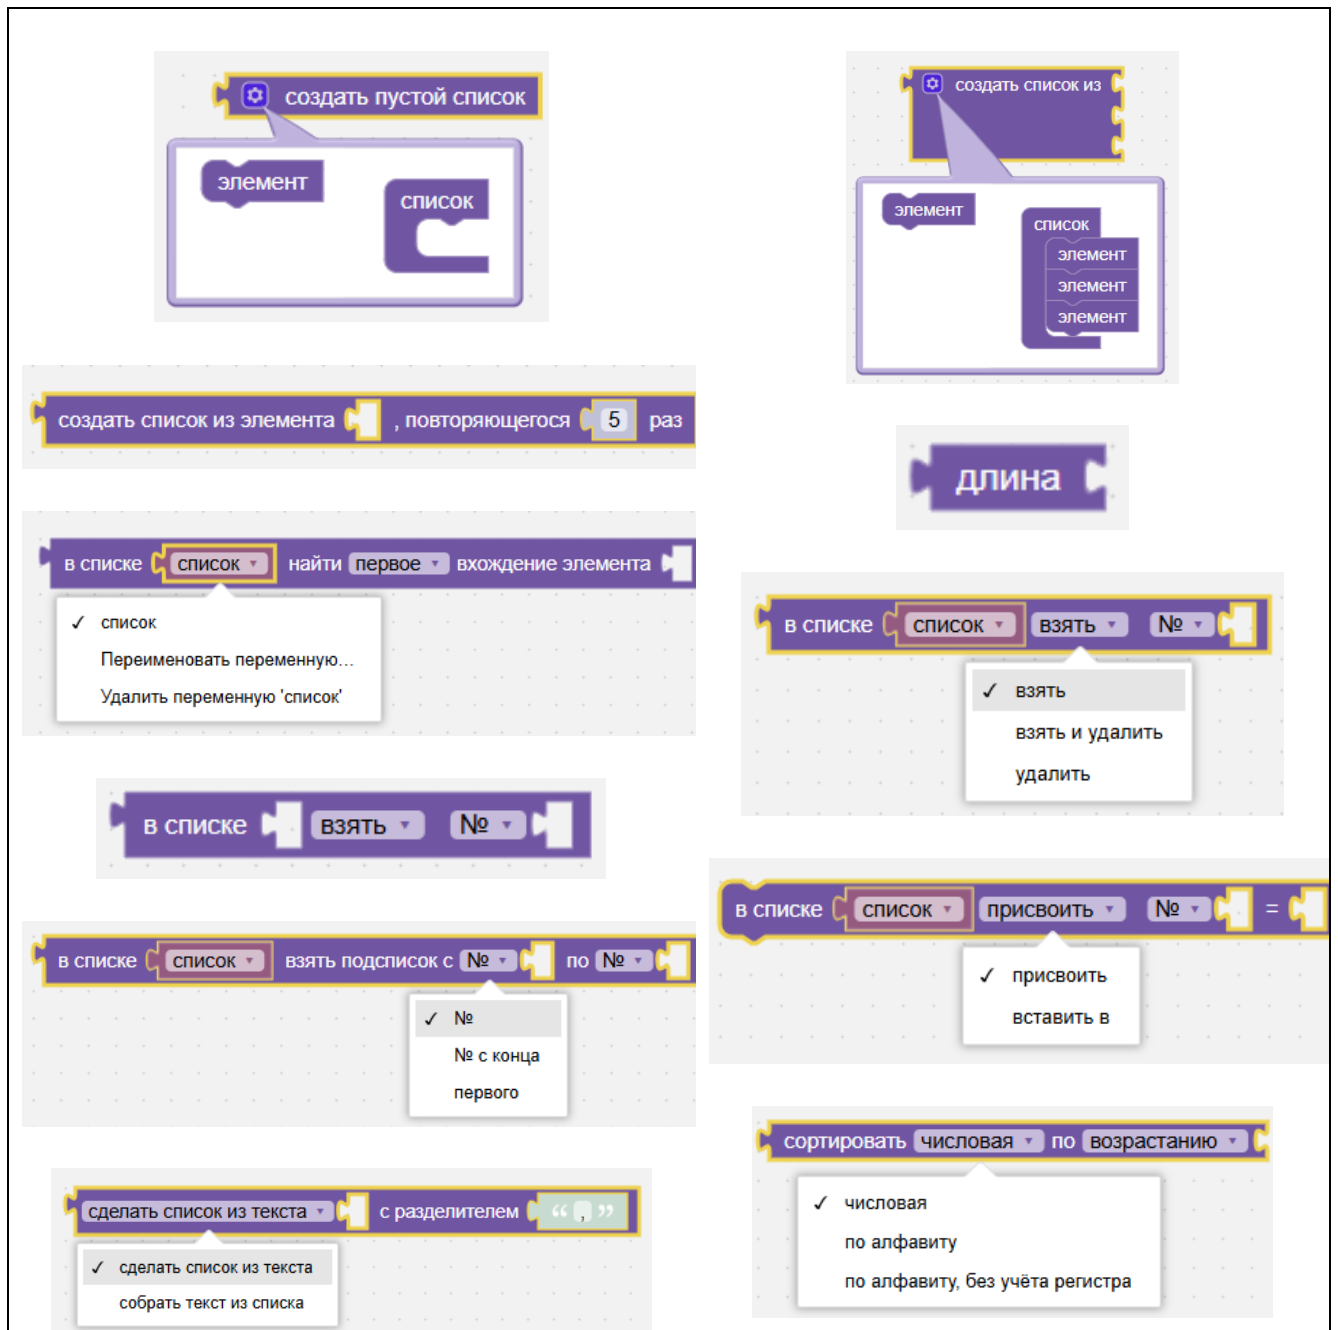 создать пустой список
элемент
список
создать список из
элемент
список
элемент
элемент
элемент
создать список из элемента , повторяющегося 5 раз
длина
в списке список найти первое вхождение элемента
✓ список
Переименовать переменную...
Удалить переменную 'список'
в списке список взять №
✓ взять
взять и удалить
удалить
в списке взять №
в списке список присвоить № =
✓ присвоить
вставить в
в списке список взять подсписок с № по №
✓ №
№ с конца
первого
сортировать числовая по возрастанию
✓ числовая
по алфавиту
по алфавиту, без учёта регистра
сделать список из текста с разделителем “ , ”
✓ сделать список из текста
собрать текст из списка